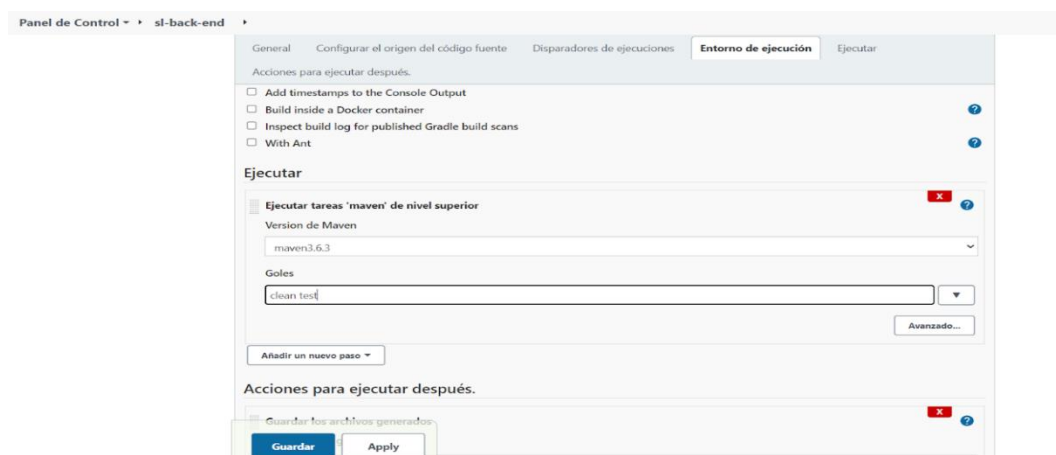 Panel de Control sl-back-end
General Configurar el origen del código fuente Disparadores de ejecuciones Entorno de ejecución Ejecutar
Acciones para ejecutar después.
Add timestamps to the Console Output
Build inside a Docker container
Inspect build log for published Gradle build scans
With Ant
Ejecutar
Ejecutar tareas 'maven' de nivel superior
X
Version de Maven
maven3.6.3
Goles
clean test
Avanzado...
Añadir un nuevo paso
Acciones para ejecutar después.
Guardar los archivos generados
X
Guardar Apply